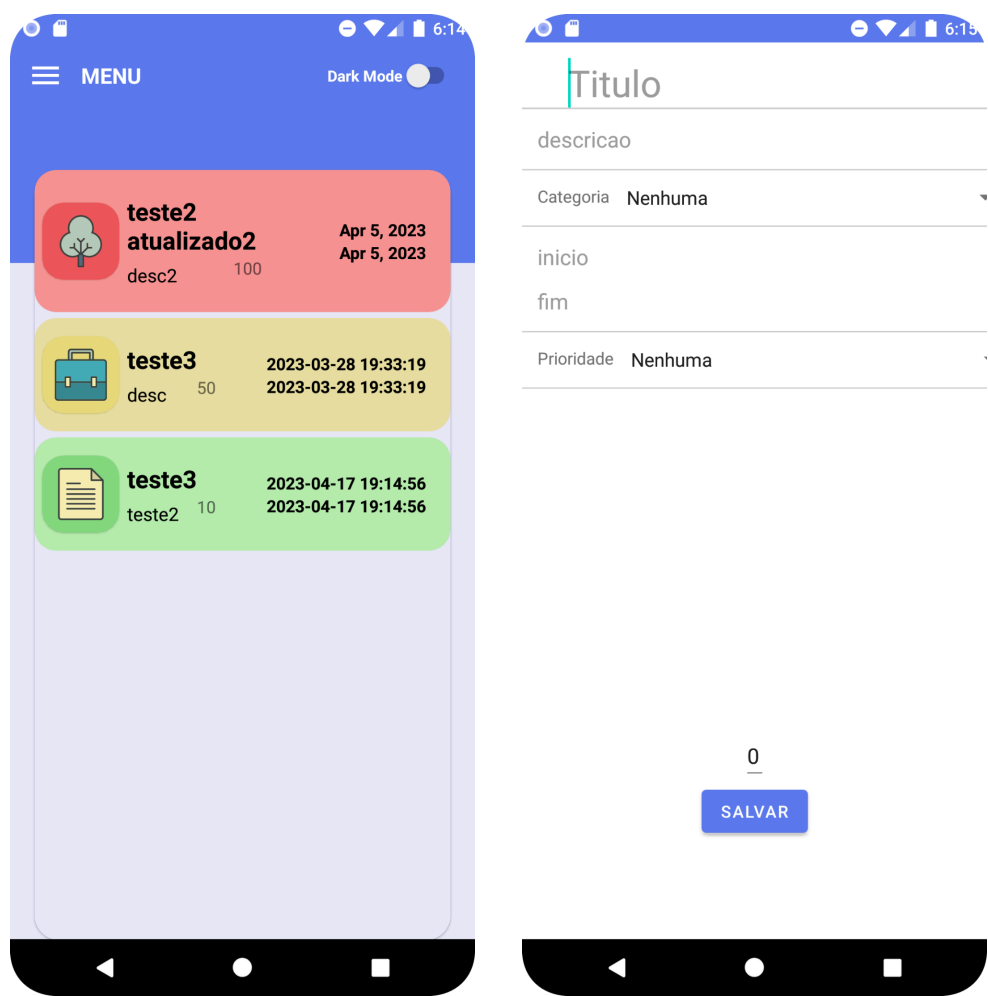 6:14
MENU
Dark Mode
teste2
atualizado2
desc2
100
Apr 5, 2023
Apr 5, 2023
teste3
desc
50
2023-03-28 19:33:19
2023-03-28 19:33:19
teste3
teste2
10
2023-04-17 19:14:56
2023-04-17 19:14:56
6:15
Titulo
descricao
Categoria Nenhuma
inicio
fim
Prioridade Nenhuma
0
SALVAR